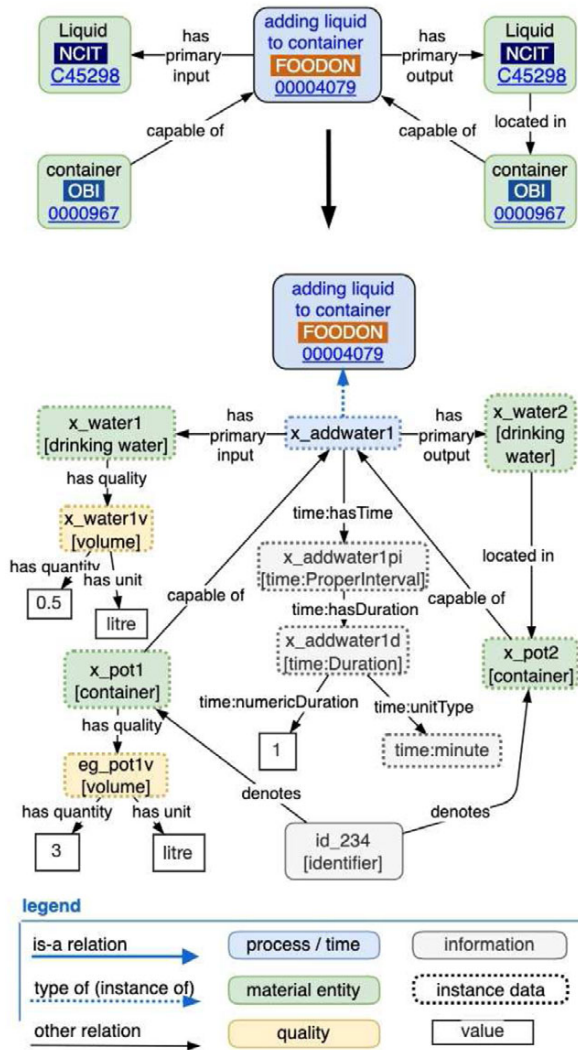 Liquid
NCIT
C45298
has
primary
input
adding liquid
to container
FOODON
00004079
has
primary
output
Liquid
NCIT
C45298
capable of
capable of
located in
container
OBI
0000967
container
OBI
0000967
adding liquid
to container
FOODON
00004079
x_water1
[drinking water]
has
primary
input
x_addwater1
has
primary
output
x_water2
[drinking
water]
has quality
x_water1v
[volume]
time:hasTime
has quantity
has unit
0.5
litre
x_addwater1pi
[time:ProperInterval]
located in
capable of
capable of
time:hasDuration
x_addwater1d
[time:Duration]
x_pot1
[container]
x_pot2
[container]
time:numericDuration
time:unitType
has quality
1
time:minute
eg_pot1v
[volume]
has quantity
has unit
denotes
denotes
3
litre
id_234
[identifier]
legend
is-a relation
process / time
information
type of (instance of)
material entity
instance data
other relation
quality
value